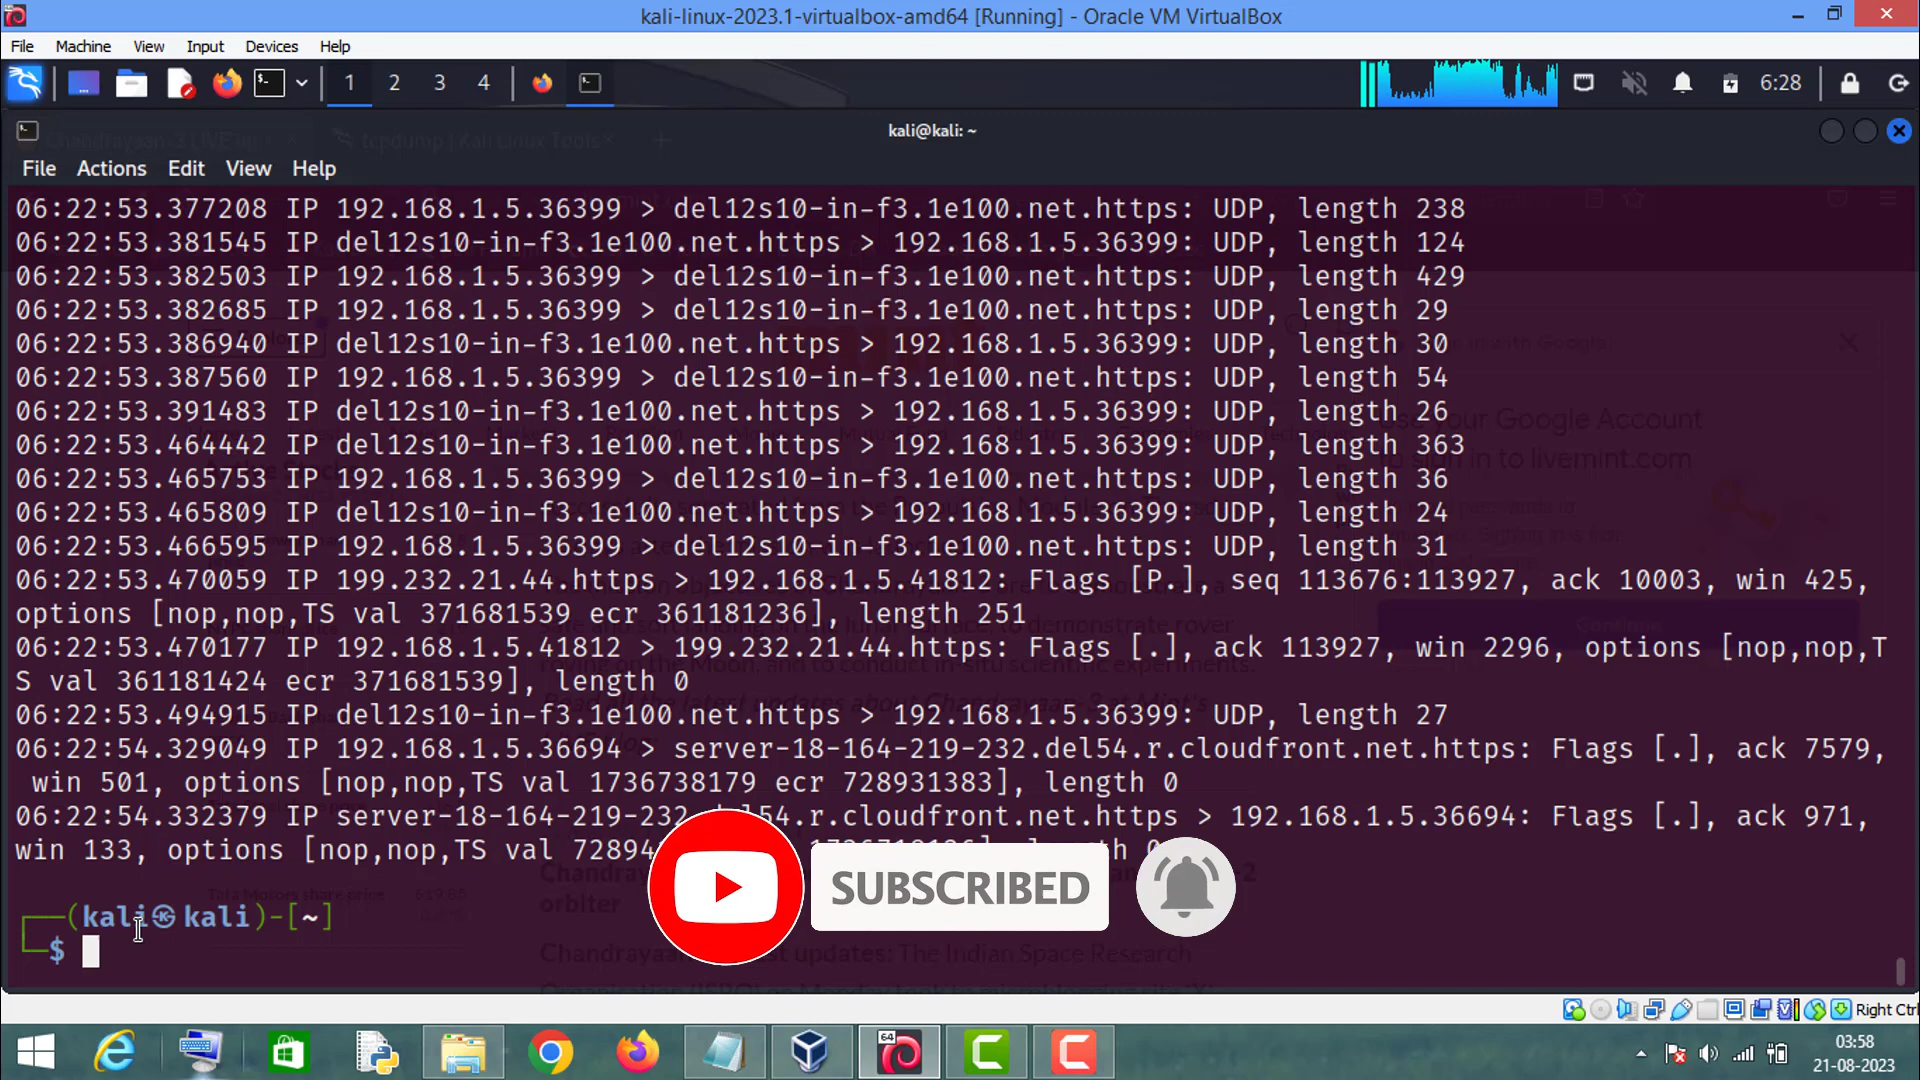 kali-linux-2023.1-virtualbox-amd64 [Running] - Oracle VM VirtualBox
File Machine View Input Devices Help
1 2 3 4 6:28
tcpdump | Kali Linux Tools
kali@kali: ~
File Actions Edit View Help
06:22:53.377208 IP 192.168.1.5.36399 > del12s10-in-f3.1e100.net.https: UDP, length 238
06:22:53.381545 IP del12s10-in-f3.1e100.net.https > 192.168.1.5.36399: UDP, length 124
06:22:53.382503 IP 192.168.1.5.36399 > del12s10-in-f3.1e100.net.https: UDP, length 429
06:22:53.382685 IP 192.168.1.5.36399 > del12s10-in-f3.1e100.net.https: UDP, length 29
06:22:53.386940 IP del12s10-in-f3.1e100.net.https > 192.168.1.5.36399: UDP, length 30
06:22:53.387560 IP 192.168.1.5.36399 > del12s10-in-f3.1e100.net.https: UDP, length 54
06:22:53.391483 IP del12s10-in-f3.1e100.net.https > 192.168.1.5.36399: UDP, length 26
06:22:53.464442 IP del12s10-in-f3.1e100.net.https > 192.168.1.5.36399: UDP, length 363
06:22:53.465753 IP 192.168.1.5.36399 > del12s10-in-f3.1e100.net.https: UDP, length 36
06:22:53.465809 IP del12s10-in-f3.1e100.net.https > 192.168.1.5.36399: UDP, length 24
06:22:53.466595 IP 192.168.1.5.36399 > del12s10-in-f3.1e100.net.https: UDP, length 31
06:22:53.470059 IP 199.232.21.44.https > 192.168.1.5.41812: Flags [P.], seq 113676:113927, ack 10003, win 425,
options [nop,nop,TS val 371681539 ecr 361181236], length 251
06:22:53.470177 IP 192.168.1.5.41812 > 199.232.21.44.https: Flags [.], ack 113927, win 2296, options [nop,nop,T
S val 361181424 ecr 371681539], length 0
06:22:53.494915 IP del12s10-in-f3.1e100.net.https > 192.168.1.5.36399: UDP, length 27
06:22:54.329049 IP 192.168.1.5.36694 > server-18-164-219-232.del54.r.cloudfront.net.https: Flags [.], ack 7579,
win 501, options [nop,nop,TS val 1736738179 ecr 728931383], length 0
06:22:54.332379 IP server-18-164-219-232.del54.r.cloudfront.net.https > 192.168.1.5.36694: Flags [.], ack 971,
win 133, options [nop,nop,TS val
SUBSCRIBED
(kali㉿kali)-[~]
$
Use your Google Account
to sign in to livemint.com
Continue
Right Ctrl
64
03:58
21-08-2023